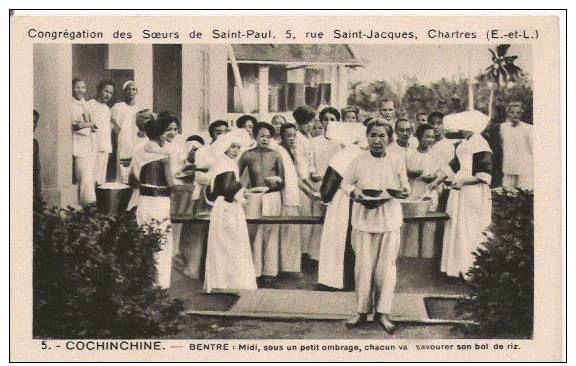 Congrégation des Sœurs de Saint-Paul. 5, rue Saint-Jacques, Chartres (E.-et-L.)
5. - COCHINCHINE. — BENTRE : Midi, sous un petit ombrage, chacun va savourer son bol de riz.